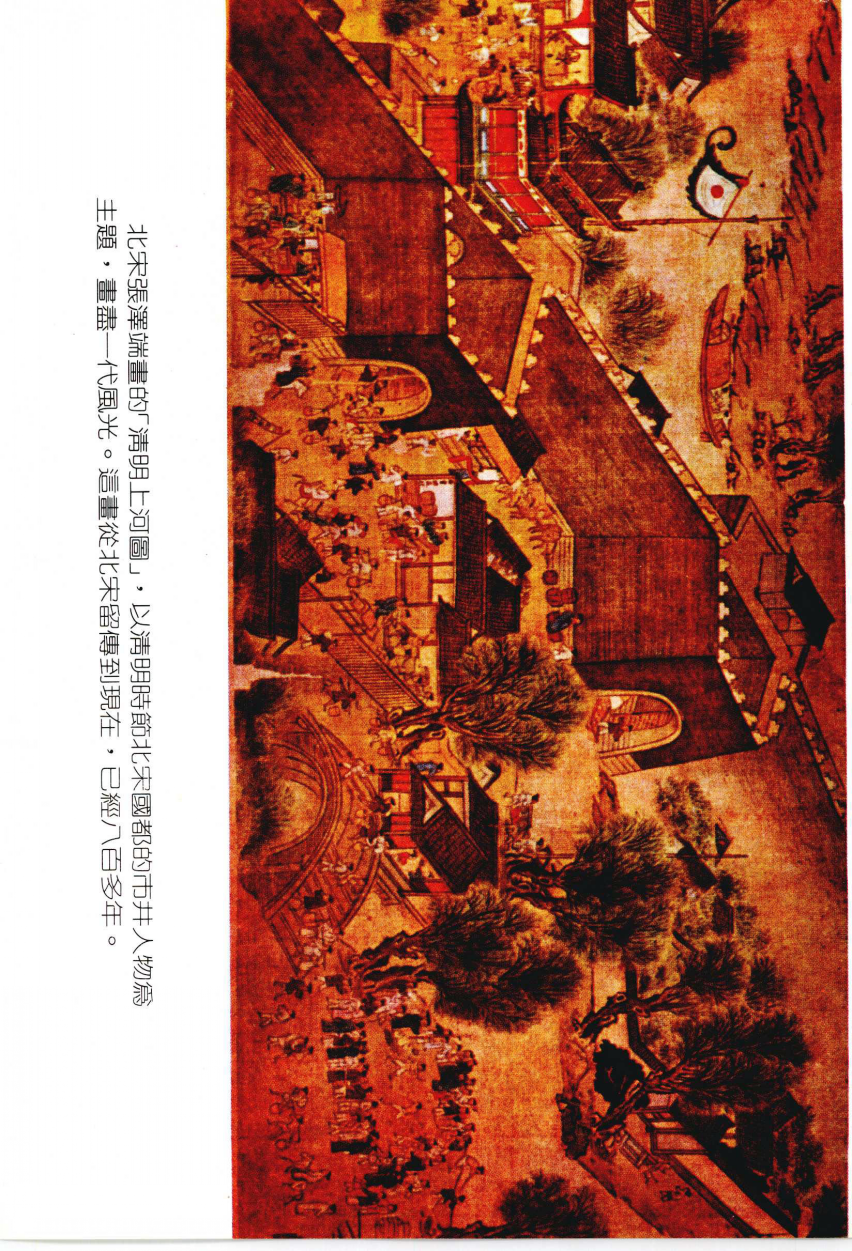 北宋張澤端畫的「清明上河圖」，以清明時節北宋國都的市井人物為
主題，畫盡一代風光。這畫從北宋留傳到現在，已經八百多年。